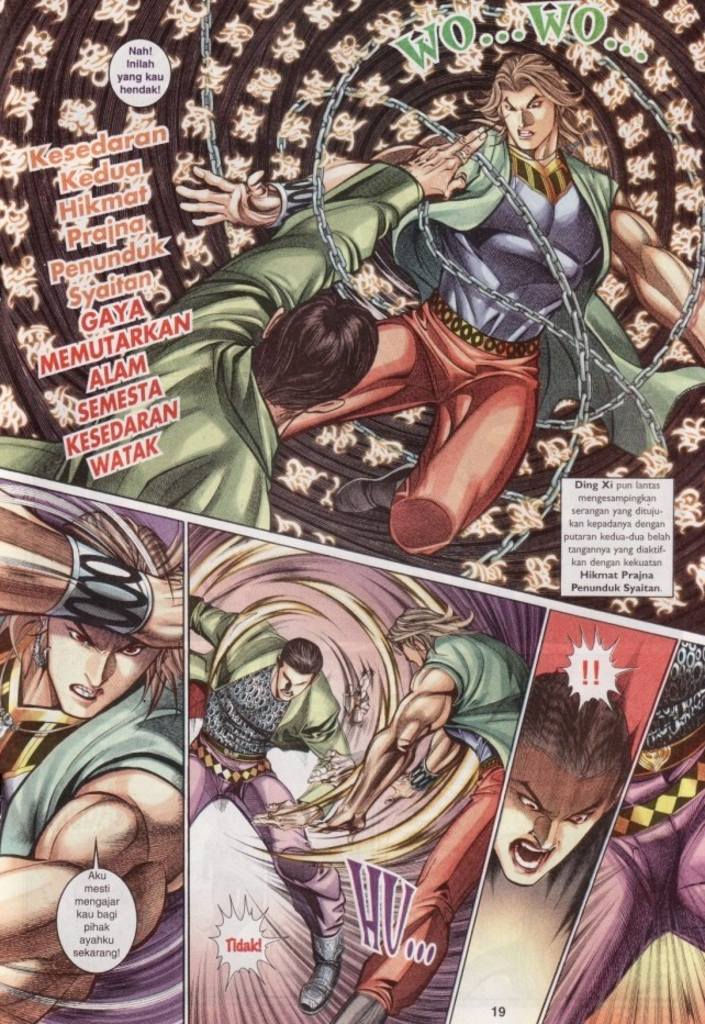 WO...WO...
Nah!
Inilah
yang kau
hendak!
Kesedaran
Kedua
Hikmat
Prajna
Penunduk
Syaitan
GAYA
MEMUTARKAN
ALAM
SEMESTA
KESEDARAN
WATAK
Ding Xi pun lantas
mengesampingkan
serangan yang dituju-
kan kepadanya dengan
putaran kedua-dua belah
tangannya yang diaktif-
kan dengan kekuatan
Hikmat Prajna
Penunduk Syaitan.
Aku
mesti
mengajar
kau bagi
pihak
ayahku
sekarang!
Tidak!
HU...
!!
19